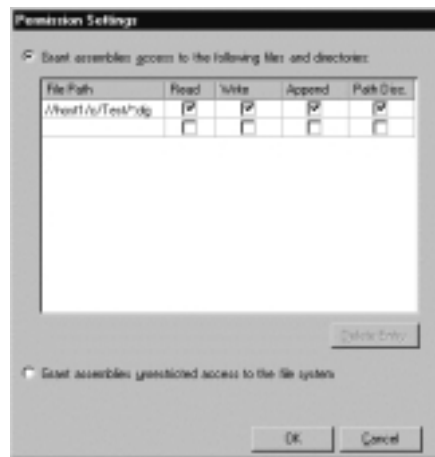 Permission Settings
Grant assemblies access to the following files and directories:
File Path Read Write Append Path Disc.
Delete Entry
Grant assemblies unrestricted access to the file system
OK Cancel